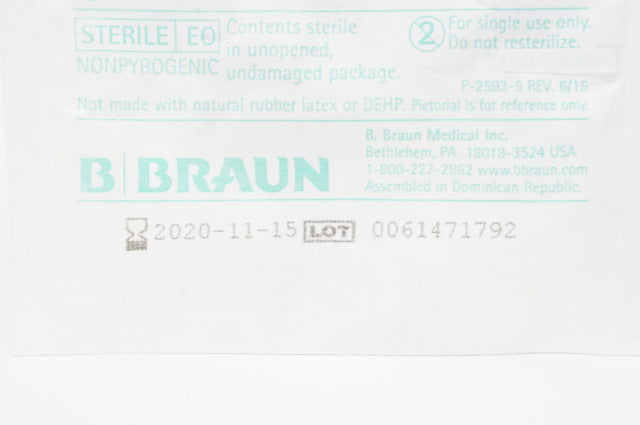 STERILE EO
Contents sterile
in unopened,
undamaged package.
NONPYROGENIC
2
For single use only.
Do not resterilize.
P-2593-5 REV. 6/15
Not made with natural rubber latex or DEHP. Pictorial is for reference only.
B BRAUN
B. Braun Medical Inc.
Bethlehem, PA 18018-3524 USA
1-800-227-2862 www.bbraun.com
Assembled in Dominican Republic.
2020-11-15 LOT 0061471792